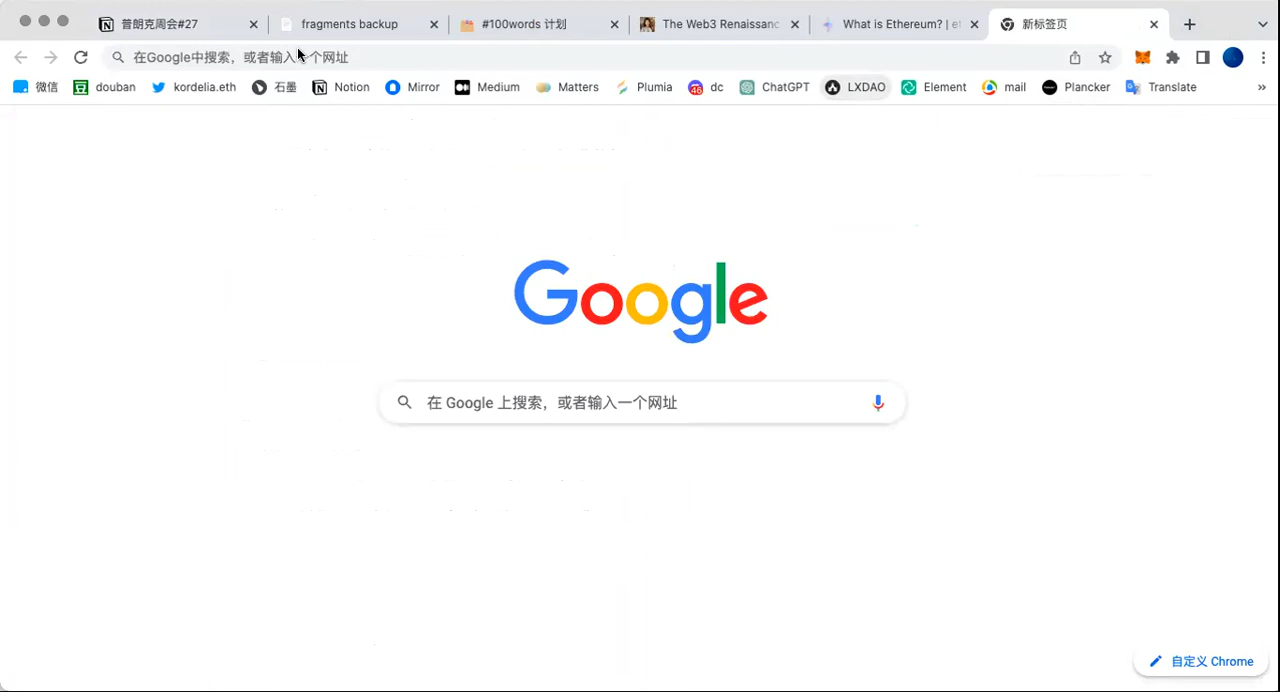 普朗克周会#27
fragments backup
#100words 计划
The Web3 Renaissanc
What is Ethereum? | et
新标签页
在Google中搜索，或者输入一个网址
微信 douban kordelia.eth 石墨 Notion Mirror Medium Matters Plumia 46 dc ChatGPT LXDAO Element mail Plancker Translate »
Google
在 Google 上搜索，或者输入一个网址
自定义 Chrome